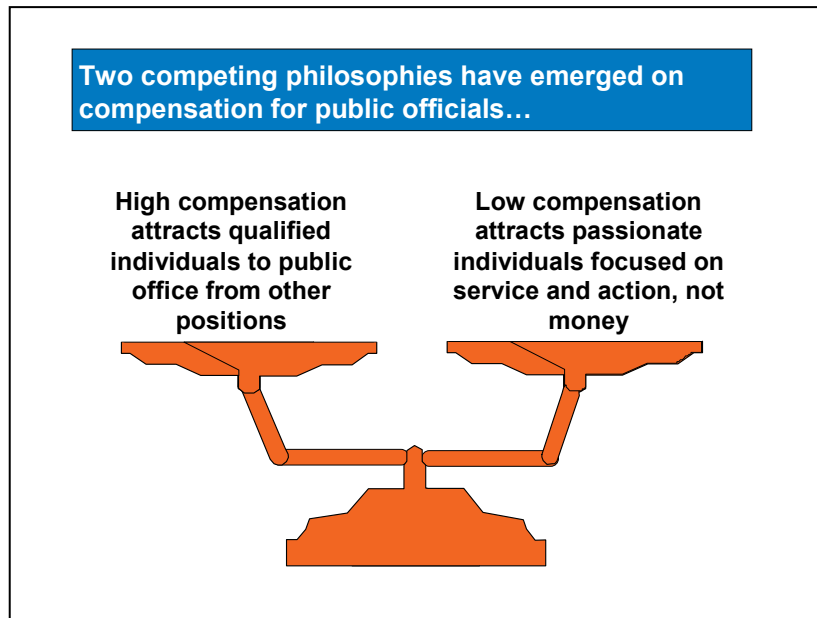 Two competing philosophies have emerged on
compensation for public officials…
High compensation
attracts qualified
individuals to public
office from other
positions
Low compensation
attracts passionate
individuals focused on
service and action, not
money